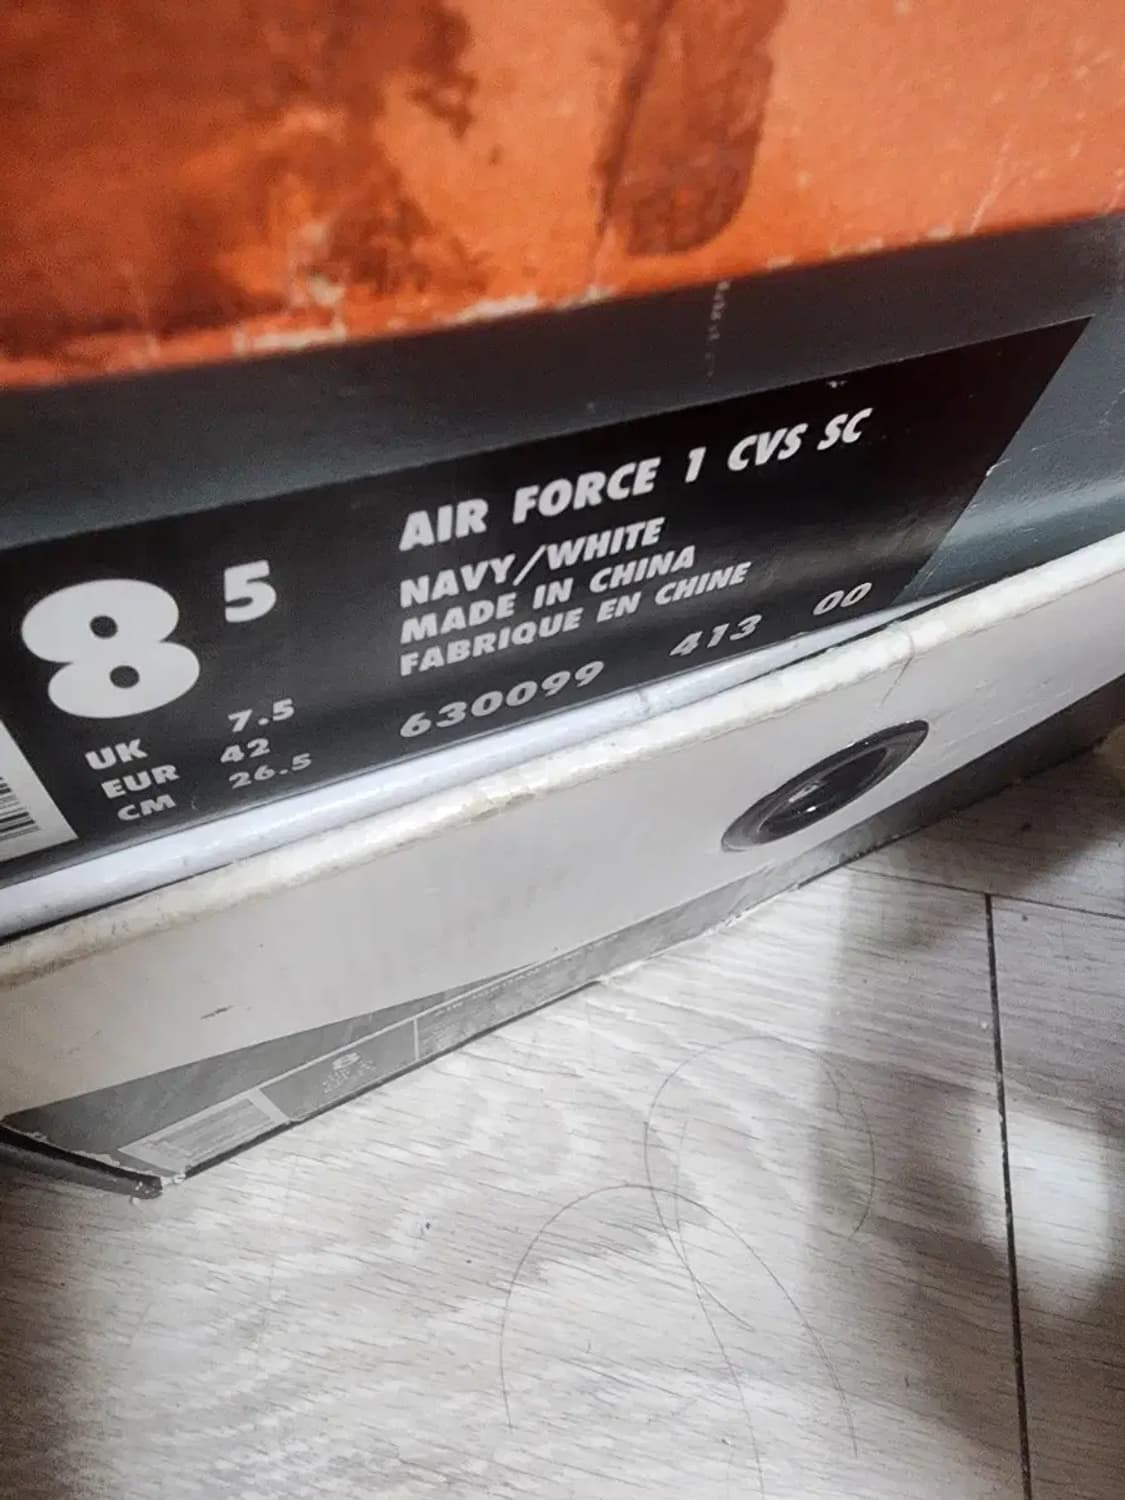 8 5
UK 7.5
EUR 42
CM 26.5
AIR FORCE 1 CVS SC
NAVY/WHITE
MADE IN CHINA
FABRIQUE EN CHINE
630099 413 00
8